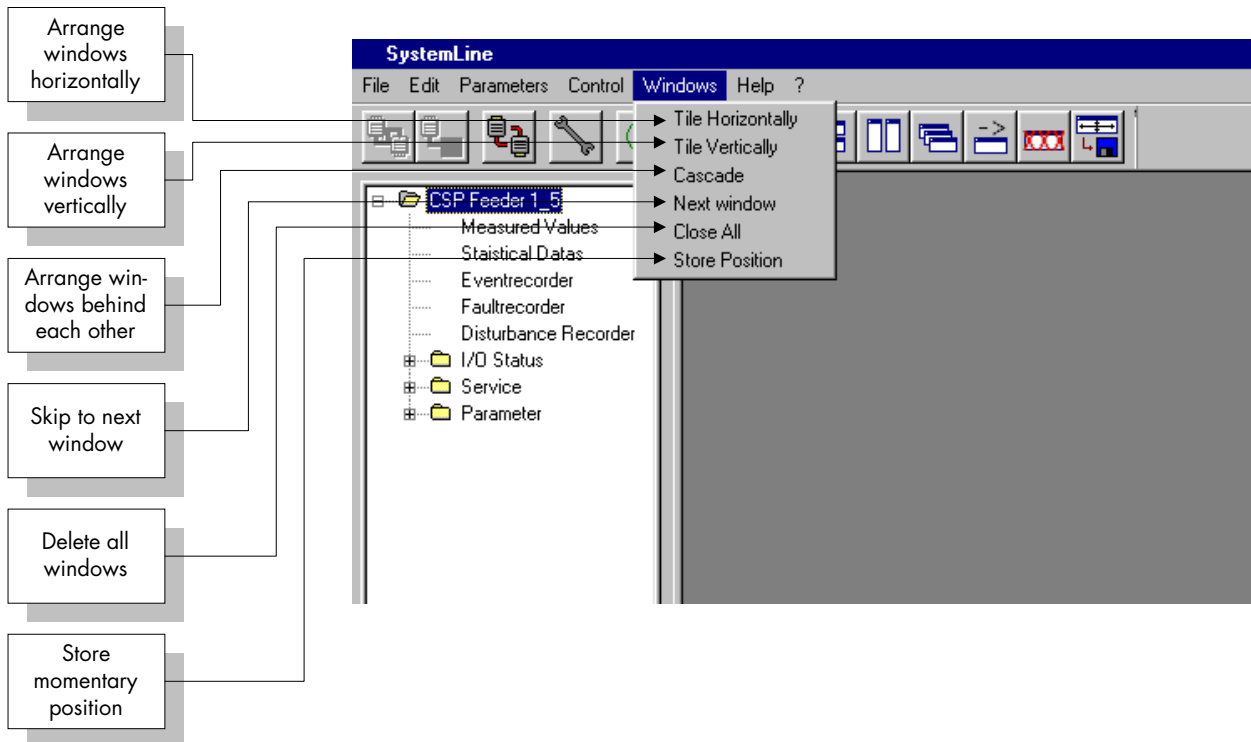 Arrange
windows
horizontally
Arrange
windows
vertically
Arrange win-
dows behind
each other
Skip to next
window
Delete all
windows
Store
momentary
position
SystemLine
File Edit Parameters Control Windows Help ?
Tile Horizontally
Tile Vertically
Cascade
Next window
Close All
Store Position
->
CSP Feeder 1_5
Measured Values
Staistical Datas
Eventrecorder
Faultrecorder
Disturbance Recorder
I/O Status
Service
Parameter